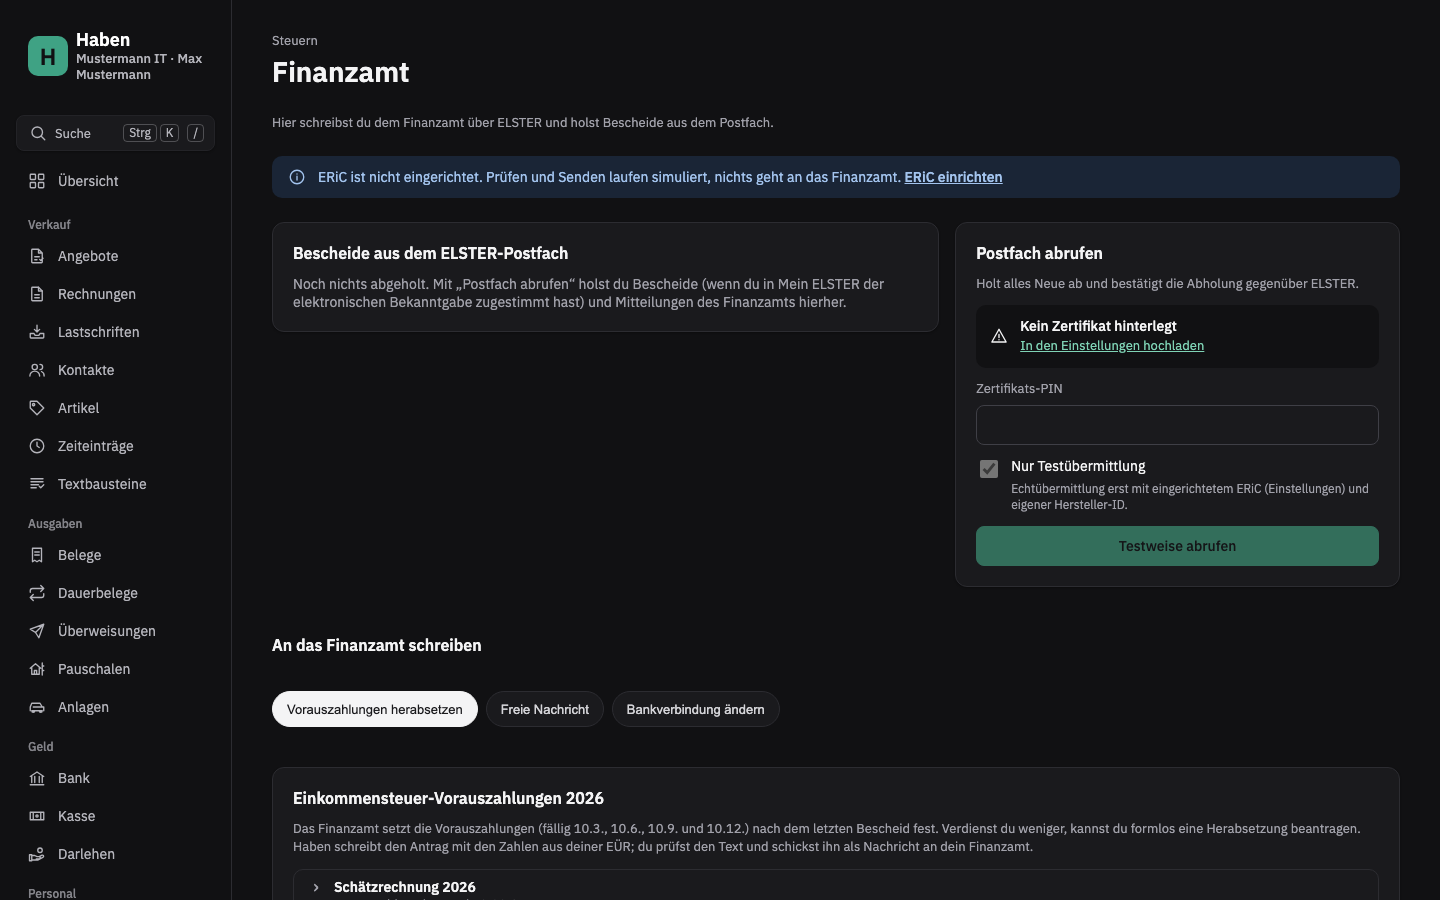 H
Haben
Mustermann IT · Max
Mustermann
Suche
Strg K /
Übersicht
Verkauf
Angebote
Rechnungen
Lastschriften
Kontakte
Artikel
Zeiteinträge
Textbausteine
Ausgaben
Belege
Dauerbelege
Überweisungen
Pauschalen
Anlagen
Geld
Bank
Kasse
Darlehen
Personal
Steuern
Finanzamt
Hier schreibst du dem Finanzamt über ELSTER und holst Bescheide aus dem Postfach.
ERiC ist nicht eingerichtet. Prüfen und Senden laufen simuliert, nichts geht an das Finanzamt. ERiC einrichten
Bescheide aus dem ELSTER-Postfach
Noch nichts abgeholt. Mit „Postfach abrufen“ holst du Bescheide (wenn du in Mein ELSTER der
elektronischen Bekanntgabe zugestimmt hast) und Mitteilungen des Finanzamts hierher.
Postfach abrufen
Holt alles Neue ab und bestätigt die Abholung gegenüber ELSTER.
Kein Zertifikat hinterlegt
In den Einstellungen hochladen
Zertifikats-PIN
Nur Testübermittlung
Echtübermittlung erst mit eingerichtetem ERiC (Einstellungen) und
eigener Hersteller-ID.
Testweise abrufen
An das Finanzamt schreiben
Vorauszahlungen herabsetzen
Freie Nachricht
Bankverbindung ändern
Einkommensteuer-Vorauszahlungen 2026
Das Finanzamt setzt die Vorauszahlungen (fällig 10.3., 10.6., 10.9. und 10.12.) nach dem letzten Bescheid fest. Verdienst du weniger, kannst du formlos eine Herabsetzung beantragen.
Haben schreibt den Antrag mit den Zahlen aus deiner EÜR; du prüfst den Text und schickst ihn als Nachricht an dein Finanzamt.
Schätzrechnung 2026